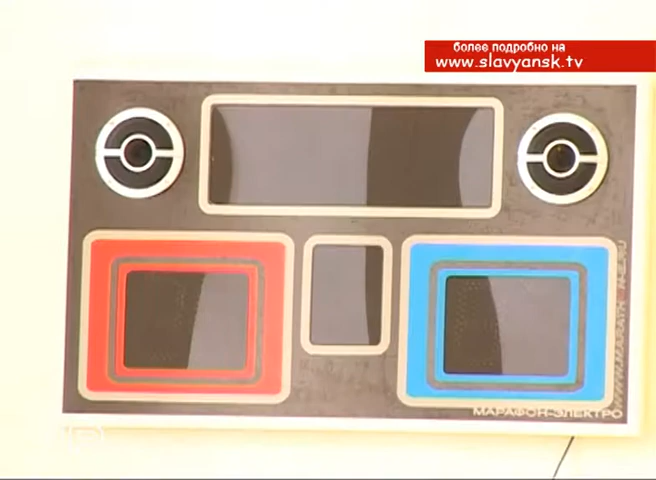 более подробно на
www.slavyansk.tv
МАРАФОН-ЭЛЕКТРО